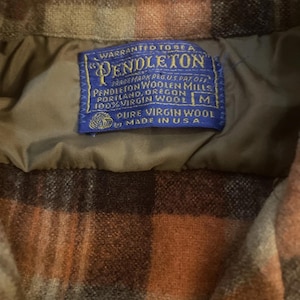 WARRANTED TO BE A
"PENDLETON"
TRADE MARK REG. U.S. PAT. OFF.
PENDLETON WOOLEN MILLS
PORTLAND, OREGON
100% VIRGIN WOOL M
PURE VIRGIN WOOL
MADE IN U.S.A.